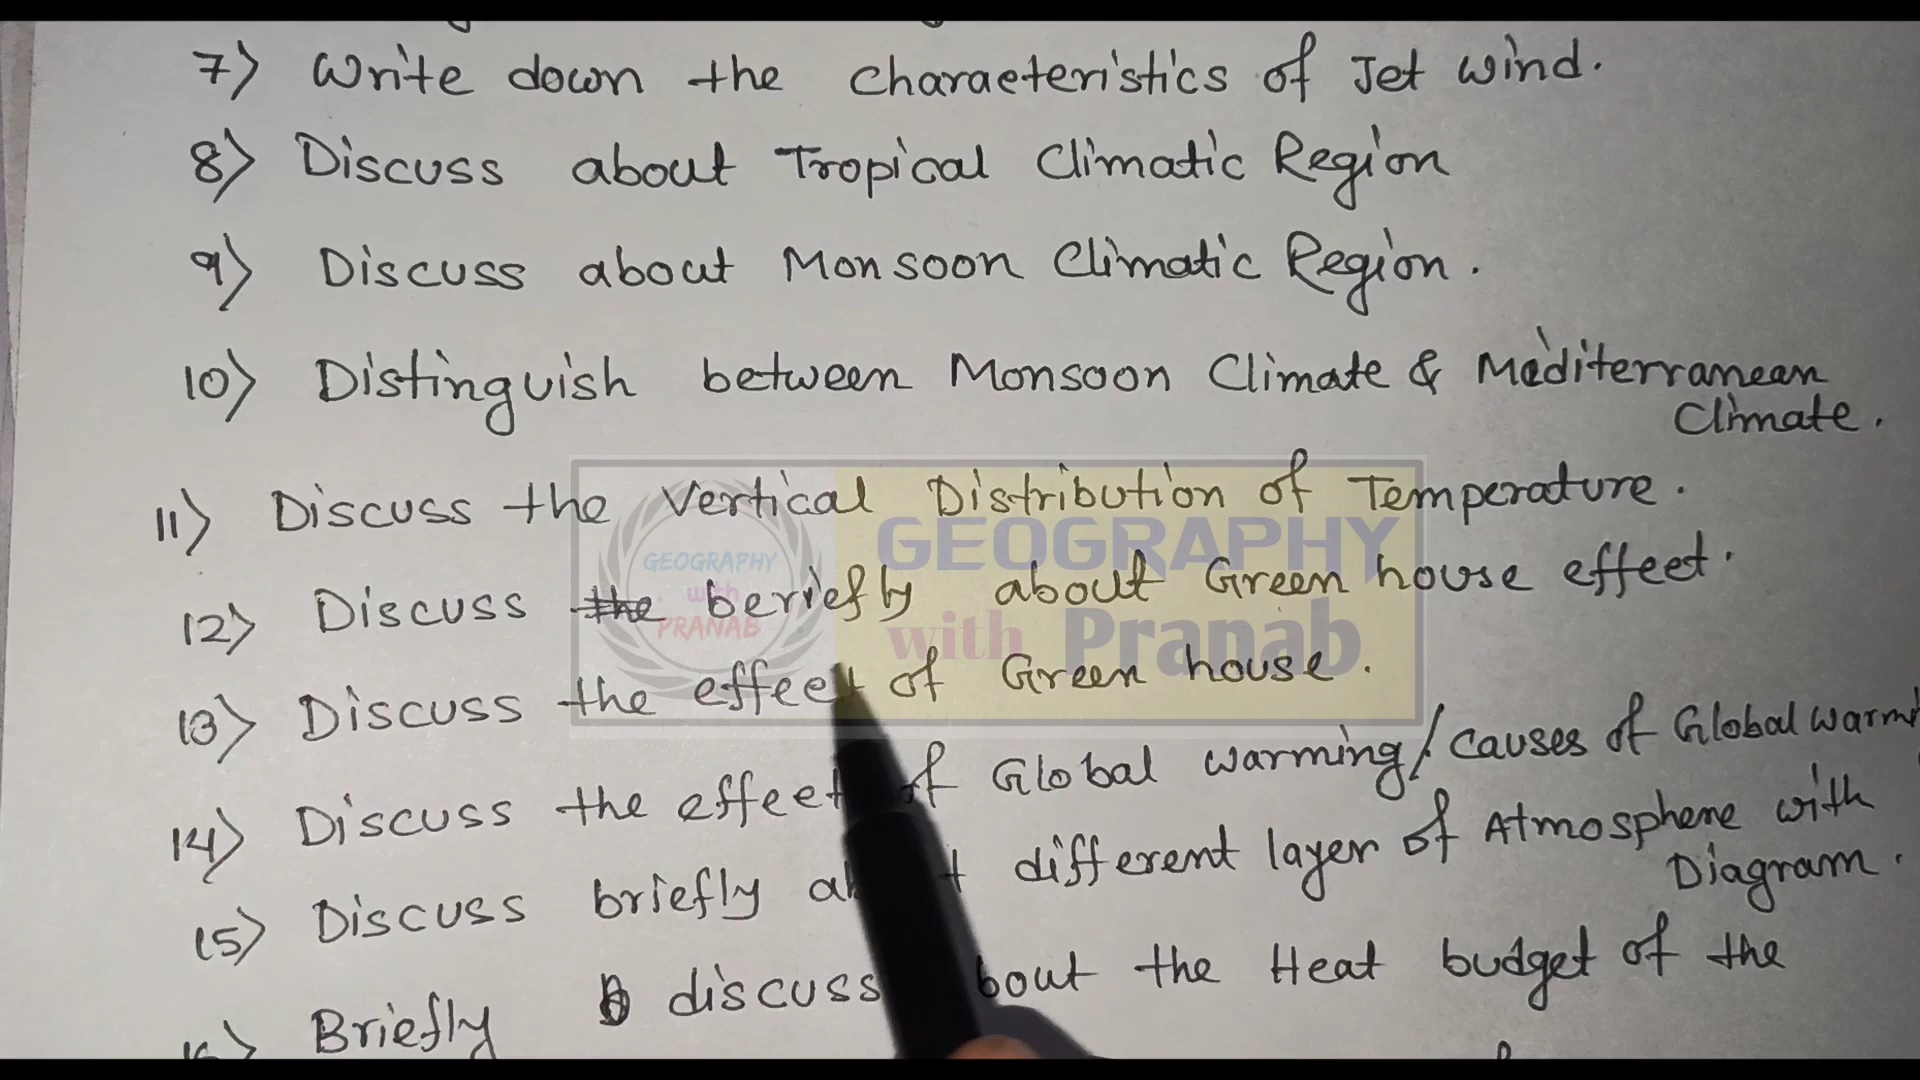 7) Write down the characteristics of Jet wind.
8) Discuss about Tropical Climatic Region
9) Discuss about Monsoon Climatic Region.
10) Distinguish between Monsoon Climate & Mediterranean
Climate.
11) Discuss the Vertical Distribution of Temperature.
GEOGRAPHY
with
PRANAB
GEOGRAPHY
with Pranab
12) Discuss the beriefly about Green house effect.
13) Discuss the effect of Green house.
14) Discuss the effect of Global warming/causes of Global warmi
15) Discuss briefly different layer of Atmosphere with
Diagram.
Briefly discuss bout the Heat budget of the